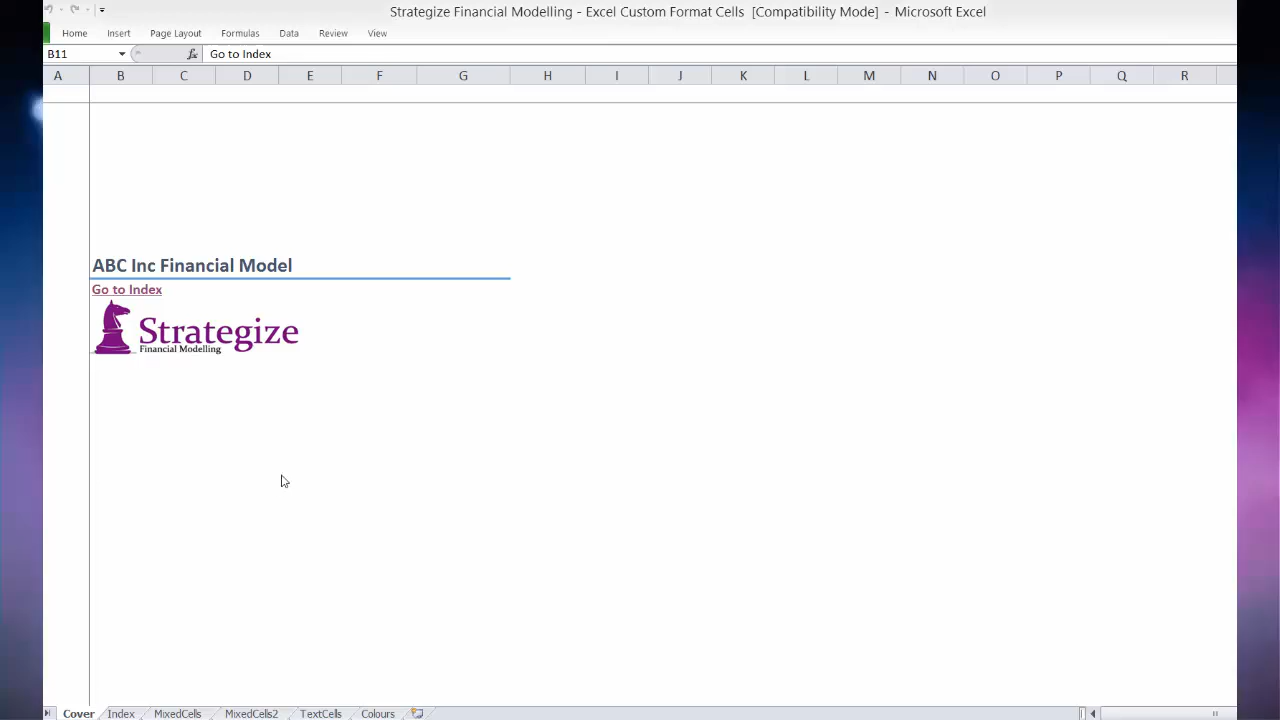 Strategize Financial Modelling - Excel Custom Format Cells [Compatibility Mode] - Microsoft Excel
Home Insert Page Layout Formulas Data Review View
B11 fx Go to Index
A B C D E F G H I J K L M N O P Q R
ABC Inc Financial Model
Go to Index
Strategize
Financial Modelling
Cover Index MixedCells MixedCells2 TextCells Colours